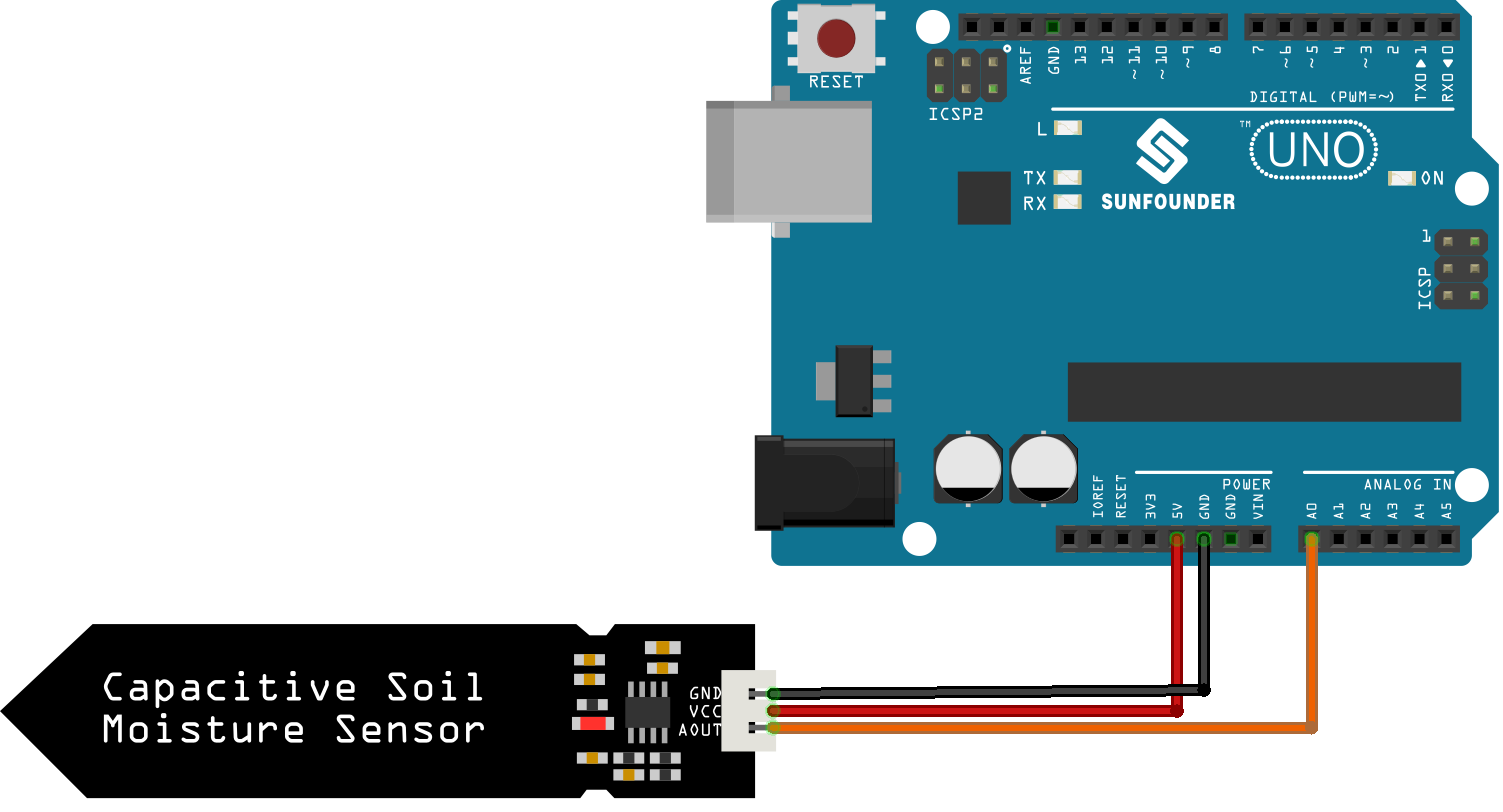 RESET
ICSP2
AREF
GND
13
12
~11
~10
~9
8
7
~6
~5
4
~3
2
TX0▶1
RX0◀0
DIGITAL (PWM=~)
L
TX
RX
SUNFOUNDER
TM
UNO
ON
1
ICSP
POWER
ANALOG IN
IOREF
RESET
3V3
5V
GND
GND
VIN
A0
A1
A2
A3
A4
A5
Capacitive Soil
Moisture Sensor
GND
VCC
AOUT